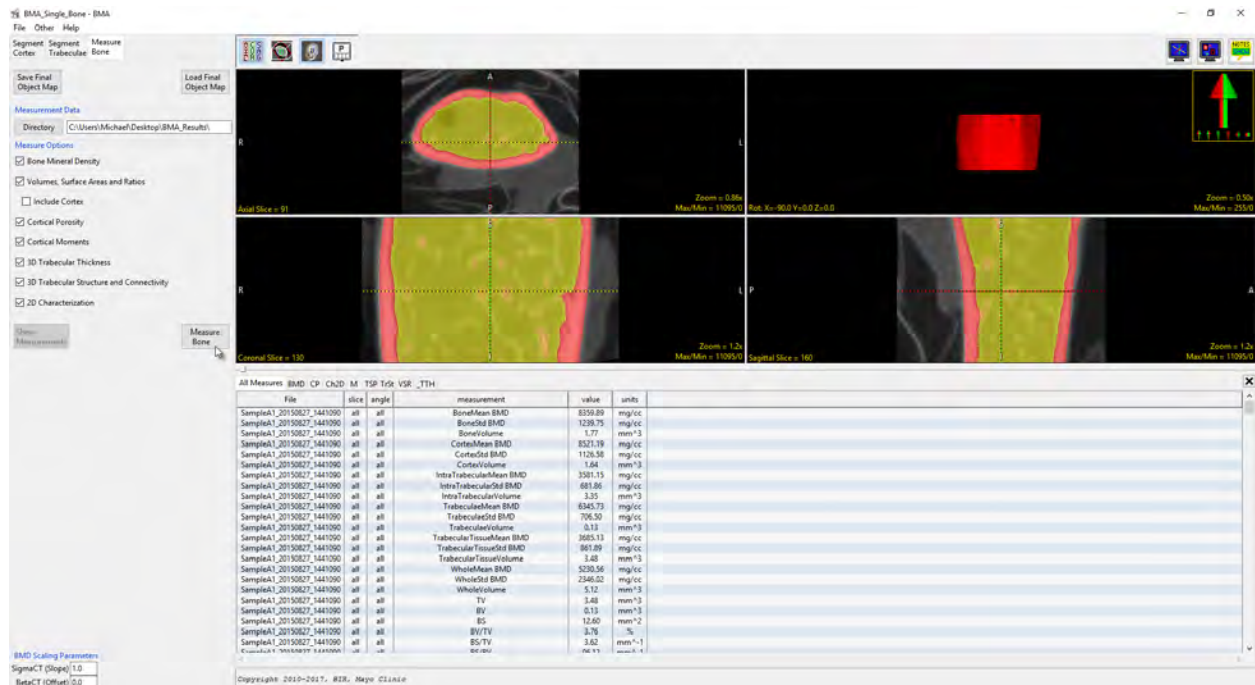 BMA_Single_Bone - BMA
File Other Help
Segment Cortex
Segment Trabeculae
Measure Bone
Save Final Object Map
Load Final Object Map
Measurement Data
Directory C:\Users\Michael\Desktop\BMA_Results\
Measure Options
Bone Mineral Density
Volumes, Surface Areas and Ratios
Include Cortex
Cortical Porosity
Cortical Moments
3D Trabecular Thickness
3D Trabecular Structure and Connectivity
2D Characterization
Measure Bone
BMD Scaling Parameters
SigmaCT (Slope) 1.0
BetaCT (Offset) 0.0
P
NOTES
A
R
L
P
Axial Slice = 91
Zoom = 0.86x
Max/Min = 11095/0
Rot: X=-90.0 Y=0.0 Z=0.0
Zoom = 0.50x
Max/Min = 255/0
R
L
Coronal Slice = 130
Zoom = 1.2x
Max/Min = 11095/0
P
A
Sagittal Slice = 160
Zoom = 1.2x
Max/Min = 11095/0
All Measures BMD CP Ch2D M TSP TrSt VSR _TTH
File slice angle measurement value units
SampleA1_20150827_1441090 all all BoneMean BMD 8359.89 mg/cc
SampleA1_20150827_1441090 all all BoneStd BMD 1239.75 mg/cc
SampleA1_20150827_1441090 all all BoneVolume 1.77 mm^3
SampleA1_20150827_1441090 all all CortexMean BMD 8521.19 mg/cc
SampleA1_20150827_1441090 all all CortexStd BMD 1126.58 mg/cc
SampleA1_20150827_1441090 all all CortexVolume 1.64 mm^3
SampleA1_20150827_1441090 all all IntraTrabecularMean BMD 3581.15 mg/cc
SampleA1_20150827_1441090 all all IntraTrabecularStd BMD 681.86 mg/cc
SampleA1_20150827_1441090 all all IntraTrabecularVolume 3.35 mm^3
SampleA1_20150827_1441090 all all TrabeculaeMean BMD 6345.73 mg/cc
SampleA1_20150827_1441090 all all TrabeculaeStd BMD 706.50 mg/cc
SampleA1_20150827_1441090 all all TrabeculaeVolume 0.13 mm^3
SampleA1_20150827_1441090 all all TrabecularTissueMean BMD 3685.13 mg/cc
SampleA1_20150827_1441090 all all TrabecularTissueStd BMD 861.89 mg/cc
SampleA1_20150827_1441090 all all TrabecularTissueVolume 3.48 mm^3
SampleA1_20150827_1441090 all all WholeMean BMD 5230.56 mg/cc
SampleA1_20150827_1441090 all all WholeStd BMD 2346.02 mg/cc
SampleA1_20150827_1441090 all all WholeVolume 5.12 mm^3
SampleA1_20150827_1441090 all all TV 3.48 mm^3
SampleA1_20150827_1441090 all all BV 0.13 mm^3
SampleA1_20150827_1441090 all all BS 12.60 mm^2
SampleA1_20150827_1441090 all all BV/TV 3.76 %
SampleA1_20150827_1441090 all all BS/TV 3.62 mm^-1
Copyright 2010-2017, BIR, Mayo Clinic